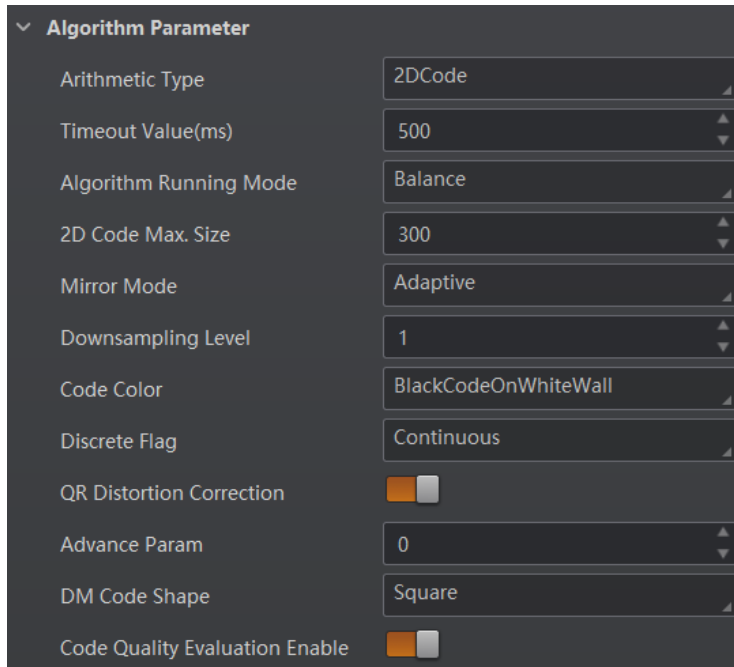 Algorithm Parameter
Arithmetic Type 2DCode
Timeout Value(ms) 500
Algorithm Running Mode Balance
2D Code Max. Size 300
Mirror Mode Adaptive
Downsampling Level 1
Code Color BlackCodeOnWhiteWall
Discrete Flag Continuous
QR Distortion Correction
Advance Param 0
DM Code Shape Square
Code Quality Evaluation Enable